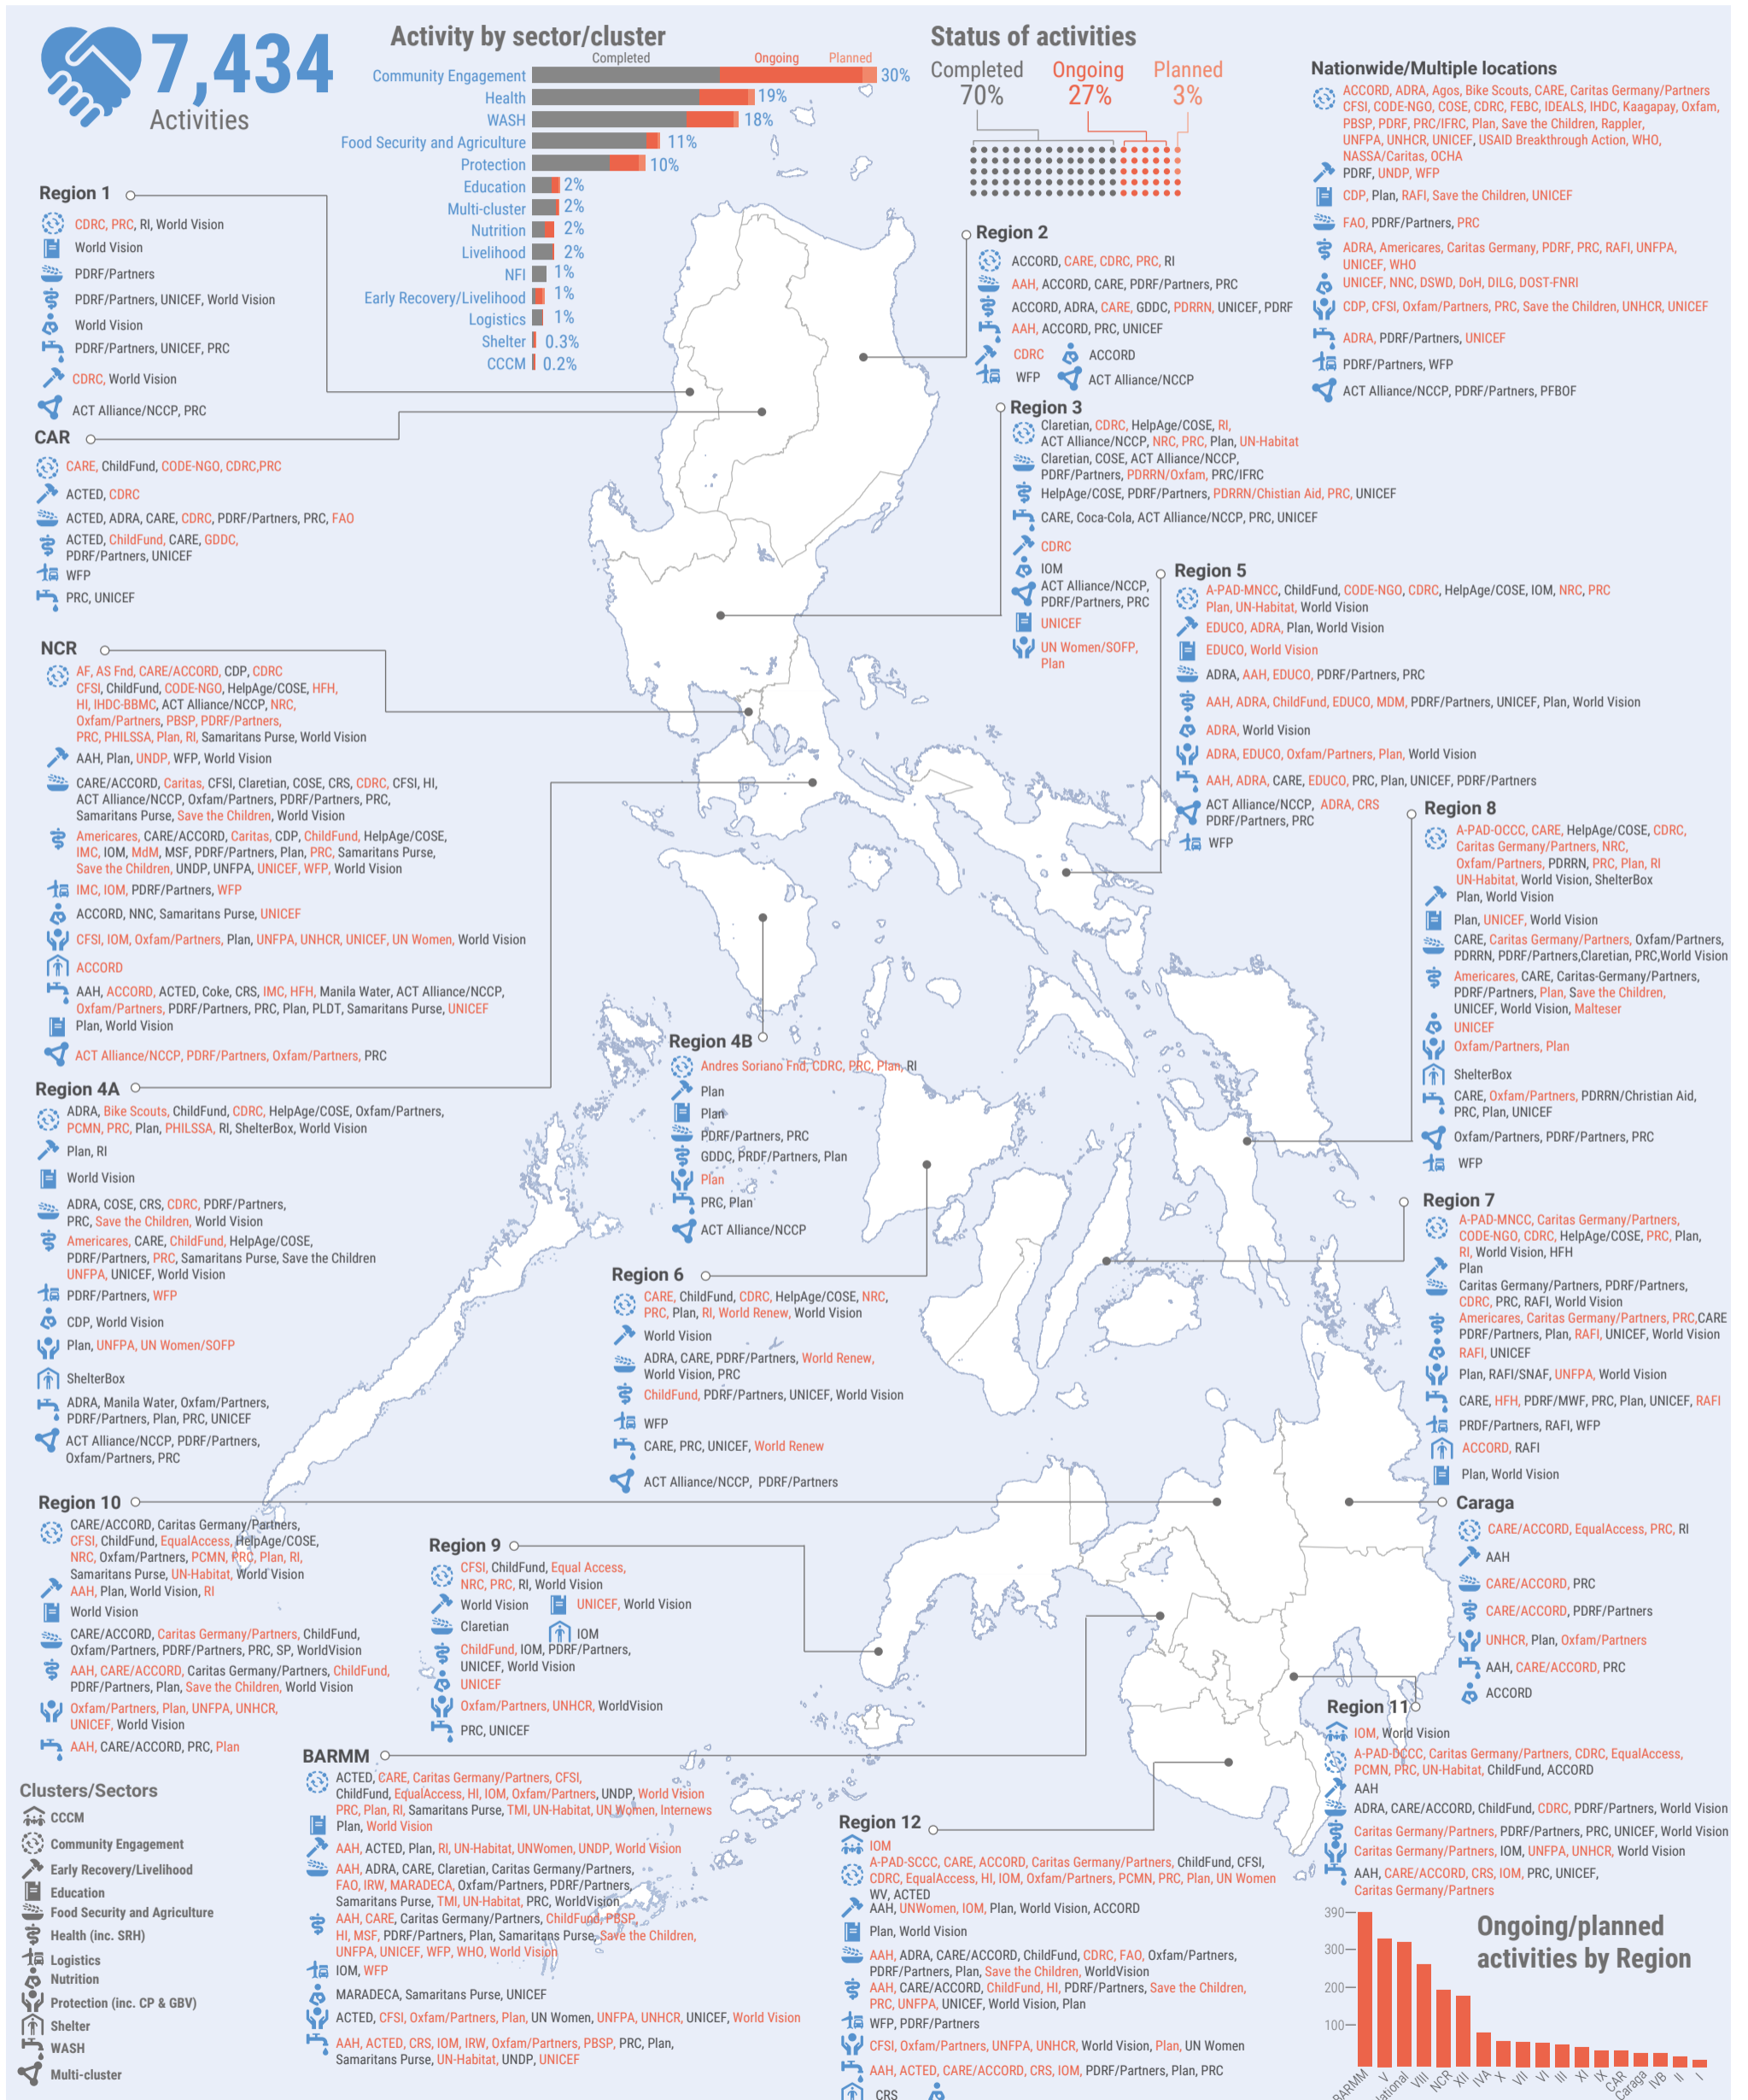 7,434
Activities
Activity by sector/cluster
Completed Ongoing Planned
Community Engagement 30%
Health 19%
WASH 18%
Food Security and Agriculture 11%
Protection 10%
Education 2%
Multi-cluster 2%
Nutrition 2%
Livelihood 2%
NFI 1%
Early Recovery/Livelihood 1%
Logistics 1%
Shelter 0.3%
CCCM 0.2%
Status of activities
Completed Ongoing Planned
70% 27% 3%
Nationwide/Multiple locations
ACCORD, ADRA, Agos, Bike Scouts, CARE, Caritas Germany/Partners
CFSI, CODE-NGO, COSE, CDRC, FEBC, IDEALS, IHDC, Kaagapay, Oxfam,
PBSP, PDRF, PRC/IFRC, Plan, Save the Children, Rappler,
UNFPA, UNHCR, UNICEF, USAID Breakthrough Action, WHO,
NASSA/Caritas, OCHA
PDRF, UNDP, WFP
CDP, Plan, RAFI, Save the Children, UNICEF
FAO, PDRF/Partners, PRC
ADRA, Americares, Caritas Germany, PDRF, PRC, RAFI, UNFPA,
UNICEF, WHO
UNICEF, NNC, DSWD, DoH, DILG, DOST-FNRI
CDP, CFSI, Oxfam/Partners, PRC, Save the Children, UNHCR, UNICEF
ADRA, PDRF/Partners, UNICEF
PDRF/Partners, WFP
ACT Alliance/NCCP, PDRF/Partners, PFBOF
Region 1
CDRC, PRC, RI, World Vision
World Vision
PDRF/Partners
PDRF/Partners, UNICEF, World Vision
World Vision
PDRF/Partners, UNICEF, PRC
CDRC, World Vision
ACT Alliance/NCCP, PRC
CAR
CARE, ChildFund, CODE-NGO, CDRC,PRC
ACTED, CDRC
ACTED, ADRA, CARE, CDRC, PDRF/Partners, PRC, FAO
ACTED, ChildFund, CARE, GDDC,
PDRF/Partners, UNICEF
WFP
PRC, UNICEF
Region 2
ACCORD, CARE, CDRC, PRC, RI
AAH, ACCORD, CARE, PDRF/Partners, PRC
ACCORD, ADRA, CARE, GDDC, PDRRN, UNICEF, PDRF
AAH, ACCORD, PRC, UNICEF
CDRC ACCORD
WFP ACT Alliance/NCCP
Region 3
Claretian, CDRC, HelpAge/COSE, RI,
ACT Alliance/NCCP, NRC, PRC, Plan, UN-Habitat
Claretian, COSE, ACT Alliance/NCCP,
PDRF/Partners, PDRRN/Oxfam, PRC/IFRC
HelpAge/COSE, PDRF/Partners, PDRRN/Chistian Aid, PRC, UNICEF
CARE, Coca-Cola, ACT Alliance/NCCP, PRC, UNICEF
CDRC
IOM
ACT Alliance/NCCP,
PDRF/Partners, PRC
UNICEF
UN Women/SOFP,
Plan
Region 5
A-PAD-MNCC, ChildFund, CODE-NGO, CDRC, HelpAge/COSE, IOM, NRC, PRC
Plan, UN-Habitat, World Vision
EDUCO, ADRA, Plan, World Vision
EDUCO, World Vision
ADRA, AAH, EDUCO, PDRF/Partners, PRC
AAH, ADRA, ChildFund, EDUCO, MDM, PDRF/Partners, UNICEF, Plan, World Vision
ADRA, World Vision
ADRA, EDUCO, Oxfam/Partners, Plan, World Vision
AAH, ADRA, CARE, EDUCO, PRC, Plan, UNICEF, PDRF/Partners
ACT Alliance/NCCP, ADRA, CRS
PDRF/Partners, PRC
WFP
NCR
AF, AS Fnd, CARE/ACCORD, CDP, CDRC
CFSI, ChildFund, CODE-NGO, HelpAge/COSE, HFH,
HI, IHDC-BBMC, ACT Alliance/NCCP, NRC,
Oxfam/Partners, PBSP, PDRF/Partners,
PRC, PHILSSA, Plan, RI, Samaritans Purse, World Vision
AAH, Plan, UNDP, WFP, World Vision
CARE/ACCORD, Caritas, CFSI, Claretian, COSE, CRS, CDRC, CFSI, HI,
ACT Alliance/NCCP, Oxfam/Partners, PDRF/Partners, PRC,
Samaritans Purse, Save the Children, World Vision
Americares, CARE/ACCORD, Caritas, CDP, ChildFund, HelpAge/COSE,
IMC, IOM, MdM, MSF, PDRF/Partners, Plan, PRC, Samaritans Purse,
Save the Children, UNDP, UNFPA, UNICEF, WFP, World Vision
IMC, IOM, PDRF/Partners, WFP
ACCORD, NNC, Samaritans Purse, UNICEF
CFSI, IOM, Oxfam/Partners, Plan, UNFPA, UNHCR, UNICEF, UN Women, World Vision
ACCORD
AAH, ACCORD, ACTED, Coke, CRS, IMC, HFH, Manila Water, ACT Alliance/NCCP,
Oxfam/Partners, PDRF/Partners, PRC, Plan, PLDT, Samaritans Purse, UNICEF
Plan, World Vision
ACT Alliance/NCCP, PDRF/Partners, Oxfam/Partners, PRC
Region 8
A-PAD-OCCC, CARE, HelpAge/COSE, CDRC,
Caritas Germany/Partners, NRC,
Oxfam/Partners, PDRRN, PRC, Plan, RI
UN-Habitat, World Vision, ShelterBox
Plan, World Vision
Plan, UNICEF, World Vision
CARE, Caritas Germany/Partners, Oxfam/Partners,
PDRRN, PDRF/Partners,Claretian, PRC,World Vision
Americares, CARE, Caritas-Germany/Partners,
PDRF/Partners, Plan, Save the Children,
UNICEF, World Vision, Malteser
UNICEF
Oxfam/Partners, Plan
ShelterBox
CARE, Oxfam/Partners, PDRRN/Christian Aid,
PRC, Plan, UNICEF
Oxfam/Partners, PDRF/Partners, PRC
WFP
Region 4B
Andres Soriano Fnd, CDRC, PRC, Plan, RI
Plan
Plan
PDRF/Partners, PRC
GDDC, PRDF/Partners, Plan
Plan
PRC, Plan
ACT Alliance/NCCP
Region 4A
ADRA, Bike Scouts, ChildFund, CDRC, HelpAge/COSE, Oxfam/Partners,
PCMN, PRC, Plan, PHILSSA, RI, ShelterBox, World Vision
Plan, RI
World Vision
ADRA, COSE, CRS, CDRC, PDRF/Partners,
PRC, Save the Children, World Vision
Americares, CARE, ChildFund, HelpAge/COSE,
PDRF/Partners, PRC, Samaritans Purse, Save the Children
UNFPA, UNICEF, World Vision
PDRF/Partners, WFP
CDP, World Vision
Plan, UNFPA, UN Women/SOFP
ShelterBox
ADRA, Manila Water, Oxfam/Partners,
PDRF/Partners, Plan, PRC, UNICEF
ACT Alliance/NCCP, PDRF/Partners,
Oxfam/Partners, PRC
Region 6
CARE, ChildFund, CDRC, HelpAge/COSE, NRC,
PRC, Plan, RI, World Renew, World Vision
World Vision
ADRA, CARE, PDRF/Partners, World Renew,
World Vision, PRC
ChildFund, PDRF/Partners, UNICEF, World Vision
WFP
CARE, PRC, UNICEF, World Renew
ACT Alliance/NCCP, PDRF/Partners
Region 7
A-PAD-MNCC, Caritas Germany/Partners,
CODE-NGO, CDRC, HelpAge/COSE, PRC, Plan,
RI, World Vision, HFH
Plan
Caritas Germany/Partners, PDRF/Partners,
CDRC, PRC, RAFI, World Vision
Americares, Caritas Germany/Partners, PRC,CARE
PDRF/Partners, Plan, RAFI, UNICEF, World Vision
RAFI, UNICEF
Plan, RAFI/SNAF, UNFPA, World Vision
CARE, HFH, PDRF/MWF, PRC, Plan, UNICEF, RAFI
PRDF/Partners, RAFI, WFP
ACCORD, RAFI
Plan, World Vision
Region 10
CARE/ACCORD, Caritas Germany/Partners,
CFSI, ChildFund, EqualAccess, HelpAge/COSE,
NRC, Oxfam/Partners, PCMN, PRC, Plan, RI,
Samaritans Purse, UN-Habitat, World Vision
AAH, Plan, World Vision, RI
World Vision
CARE/ACCORD, Caritas Germany/Partners, ChildFund,
Oxfam/Partners, PDRF/Partners, PRC, SP, WorldVision
AAH, CARE/ACCORD, Caritas Germany/Partners, ChildFund,
PDRF/Partners, Plan, Save the Children, World Vision
Oxfam/Partners, Plan, UNFPA, UNHCR,
UNICEF, World Vision
AAH, CARE/ACCORD, PRC, Plan
Region 9
CFSI, ChildFund, Equal Access,
NRC, PRC, RI, World Vision
World Vision UNICEF, World Vision
Claretian IOM
ChildFund, IOM, PDRF/Partners,
UNICEF, World Vision
UNICEF
Oxfam/Partners, UNHCR, WorldVision
PRC, UNICEF
Caraga
CARE/ACCORD, EqualAccess, PRC, RI
AAH
CARE/ACCORD, PRC
CARE/ACCORD, PDRF/Partners
UNHCR, Plan, Oxfam/Partners
AAH, CARE/ACCORD, PRC
ACCORD
Region 11
IOM, World Vision
A-PAD-DCCC, Caritas Germany/Partners, CDRC, EqualAccess,
PCMN, PRC, UN-Habitat, ChildFund, ACCORD
AAH
ADRA, CARE/ACCORD, ChildFund, CDRC, PDRF/Partners, World Vision
Caritas Germany/Partners, PDRF/Partners, PRC, UNICEF, World Vision
Caritas Germany/Partners, IOM, UNFPA, UNHCR, World Vision
AAH, CARE/ACCORD, CRS, IOM, PRC, UNICEF,
Caritas Germany/Partners
BARMM
ACTED, CARE, Caritas Germany/Partners, CFSI,
ChildFund, EqualAccess, HI, IOM, Oxfam/Partners, UNDP, World Vision
PRC, Plan, RI, Samaritans Purse, TMI, UN-Habitat, UN Women, Internews
Plan, World Vision
AAH, ACTED, Plan, RI, UN-Habitat, UNWomen, UNDP, World Vision
AAH, ADRA, CARE, Claretian, Caritas Germany/Partners,
FAO, IRW, MARADECA, Oxfam/Partners, PDRF/Partners,
Samaritans Purse, TMI, UN-Habitat, PRC, WorldVision
AAH, CARE, Caritas Germany/Partners, ChildFund, PBSP,
HI, MSF, PDRF/Partners, Plan, Samaritans Purse, Save the Children,
UNFPA, UNICEF, WFP, WHO, World Vision
IOM, WFP
MARADECA, Samaritans Purse, UNICEF
ACTED, CFSI, Oxfam/Partners, Plan, UN Women, UNFPA, UNHCR, UNICEF, World Vision
AAH, ACTED, CRS, IOM, IRW, Oxfam/Partners, PBSP, PRC, Plan,
Samaritans Purse, UN-Habitat, UNDP, UNICEF
Region 12
IOM
A-PAD-SCCC, CARE, ACCORD, Caritas Germany/Partners, ChildFund, CFSI,
CDRC, EqualAccess, HI, IOM, Oxfam/Partners, PCMN, PRC, Plan, UN Women
WV, ACTED
AAH, UNWomen, IOM, Plan, World Vision, ACCORD
Plan, World Vision
AAH, ADRA, CARE/ACCORD, ChildFund, CDRC, FAO, Oxfam/Partners,
PDRF/Partners, Plan, Save the Children, WorldVision
AAH, CARE/ACCORD, ChildFund, HI, PDRF/Partners, Save the Children,
PRC, UNFPA, UNICEF, World Vision, Plan
WFP, PDRF/Partners
CFSI, Oxfam/Partners, UNFPA, UNHCR, World Vision, Plan, UN Women
AAH, ACTED, CARE/ACCORD, CRS, IOM, PDRF/Partners, Plan, PRC
CRS
Clusters/Sectors
CCCM
Community Engagement
Early Recovery/Livelihood
Education
Food Security and Agriculture
Health (inc. SRH)
Logistics
Nutrition
Protection (inc. CP & GBV)
Shelter
WASH
Multi-cluster
Ongoing/planned
activities by Region
390
300
200
100
BARMM V National VIII NCR XII IVA X VII VI III XI IX CAR Caraga IVB II I